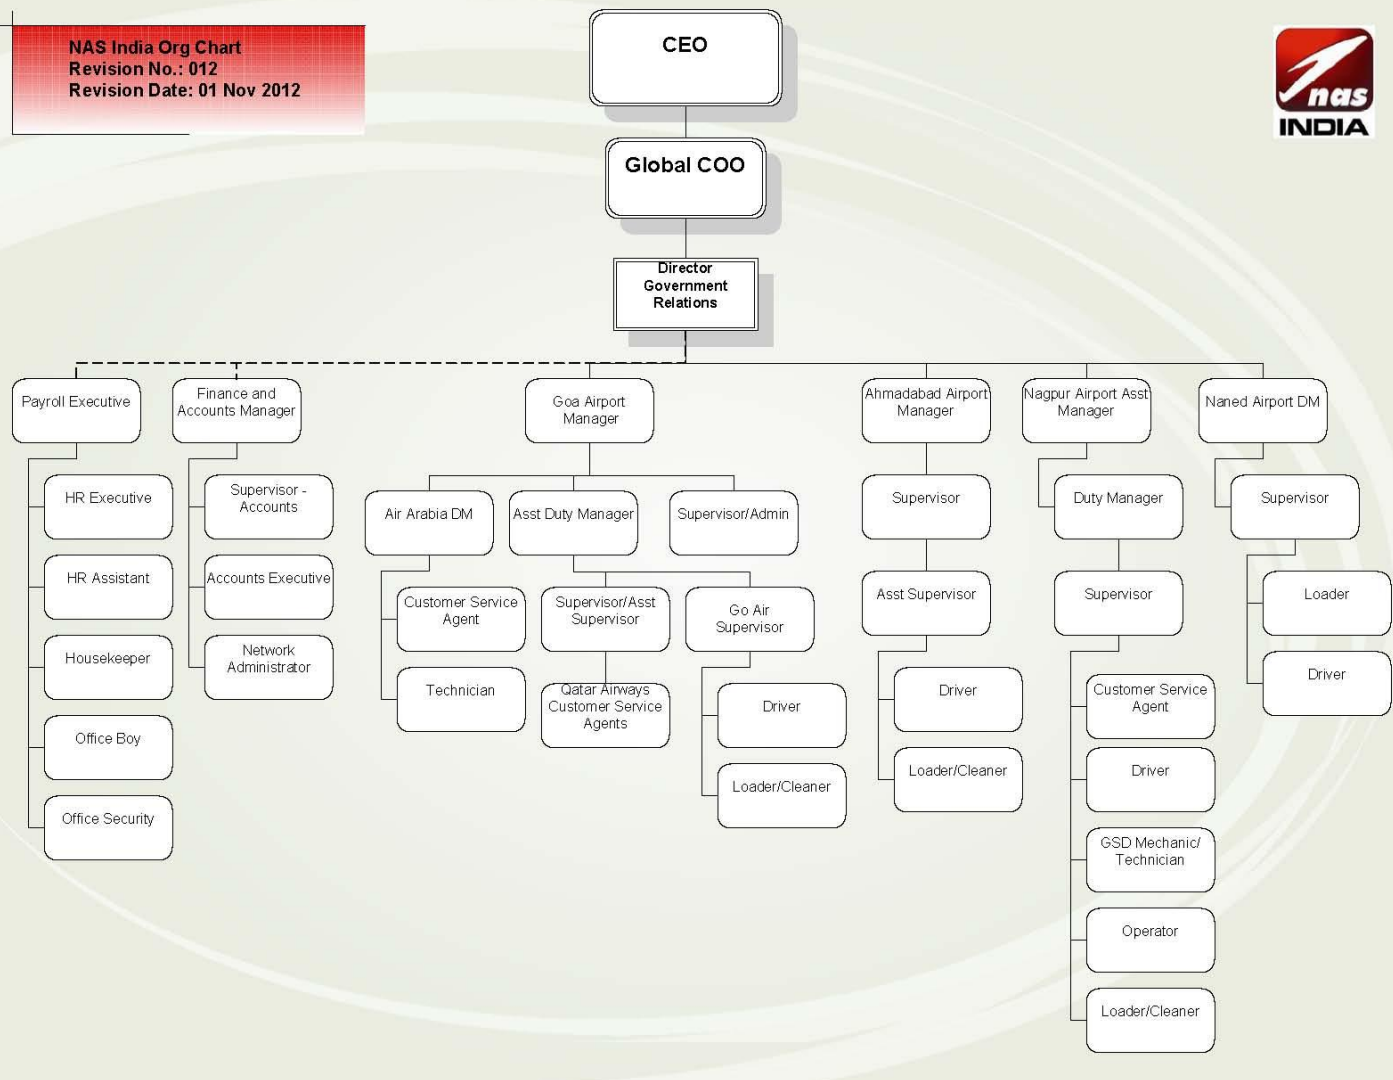 NAS India Org Chart
Revision No.: 012
Revision Date: 01 Nov 2012
CEO
nas
INDIA
Global COO
Director
Government
Relations
Payroll Executive
Finance and
Accounts Manager
Goa Airport
Manager
Ahmadabad Airport
Manager
Nagpur Airport Asst
Manager
Naned Airport DM
HR Executive
HR Assistant
Housekeeper
Office Boy
Office Security
Supervisor -
Accounts
Accounts Executive
Network
Administrator
Air Arabia DM
Asst Duty Manager
Supervisor/Admin
Customer Service
Agent
Technician
Supervisor/Asst
Supervisor
Qatar Airways
Customer Service
Agents
Go Air
Supervisor
Driver
Loader/Cleaner
Supervisor
Asst Supervisor
Driver
Loader/Cleaner
Duty Manager
Supervisor
Customer Service
Agent
Driver
GSD Mechanic/
Technician
Operator
Loader/Cleaner
Supervisor
Loader
Driver